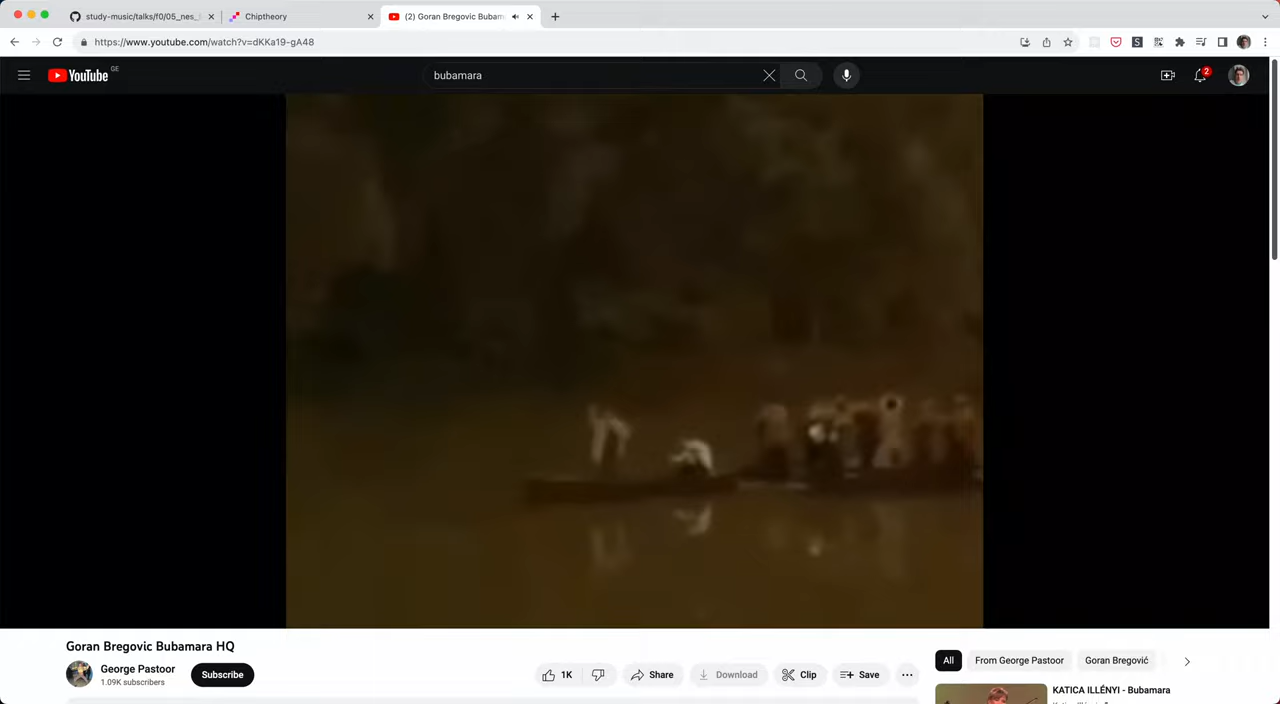 study-music/talks/f0/05_nes_
Chiptheory
(2) Goran Bregovic Bubam
https://www.youtube.com/watch?v=dKKa19-gA48
YouTube GE
bubamara
2
Goran Bregovic Bubamara HQ
George Pastoor
1.09K subscribers
Subscribe
1K
Share
Download
Clip
Save
All
From George Pastoor
Goran Bregović
KATICA ILLÉNYI - Bubamara